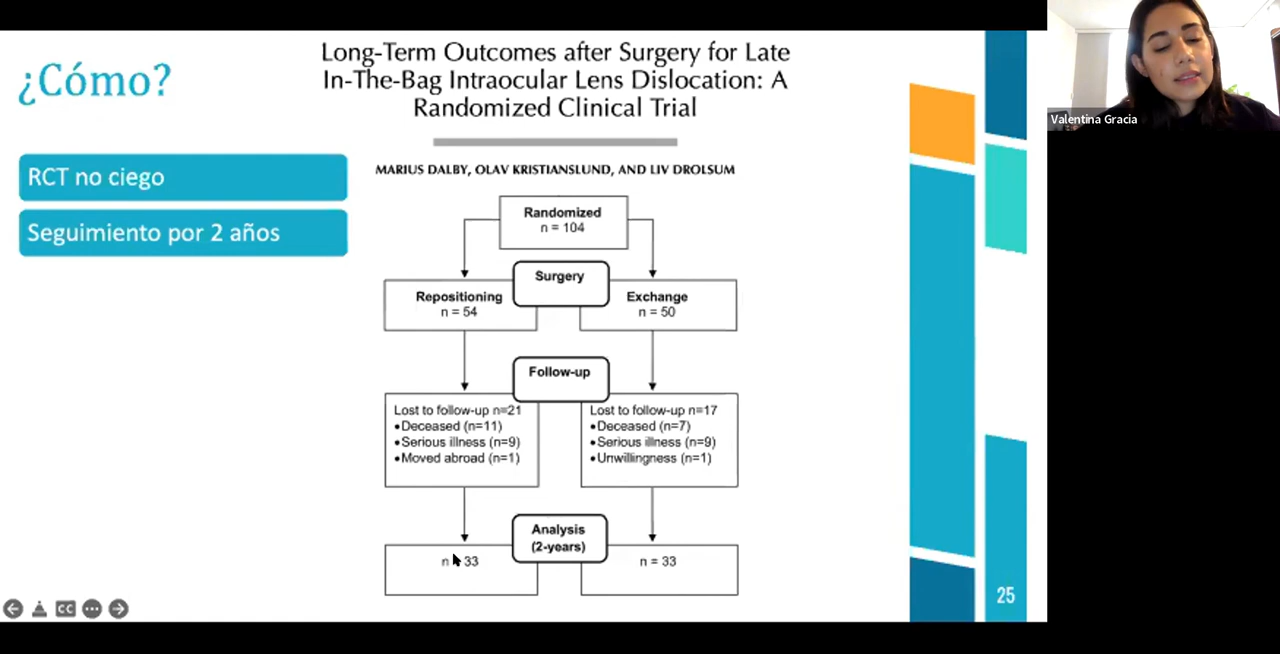 ¿Cómo?
Long-Term Outcomes after Surgery for Late
In-The-Bag Intraocular Lens Dislocation: A
Randomized Clinical Trial
MARIUS DALBY, OLAV KRISTIANSLUND, AND LIV DROLSUM
RCT no ciego
Seguimiento por 2 años
Randomized
n = 104
Surgery
Repositioning
n = 54
Exchange
n = 50
Follow-up
Lost to follow-up n=21
•Deceased (n=11)
•Serious illness (n=9)
•Moved abroad (n=1)
Lost to follow-up n=17
•Deceased (n=7)
•Serious illness (n=9)
•Unwillingness (n=1)
Analysis
(2-years)
n = 33
n = 33
25
CC
Valentina Gracia